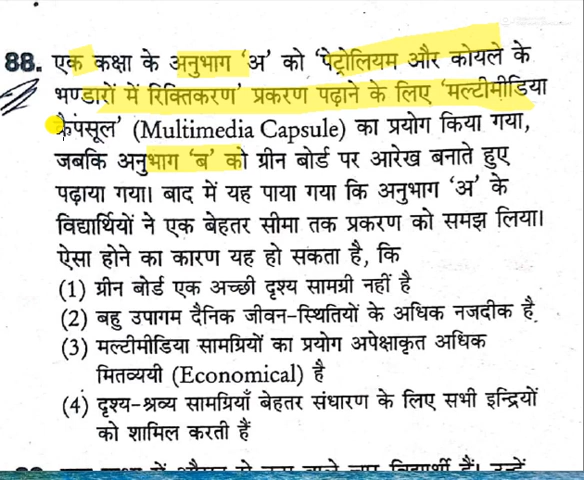 88. एक कक्षा के अनुभाग ‘अ’ को ‘पेट्रोलियम और कोयले के
भण्डारों में रिक्तिकरण’ प्रकरण पढ़ाने के लिए ‘मल्टीमीडिया
कैपसूल’ (Multimedia Capsule) का प्रयोग किया गया,
जबकि अनुभाग ‘ब’ को ग्रीन बोर्ड पर आरेख बनाते हुए
पढ़ाया गया। बाद में यह पाया गया कि अनुभाग ‘अ’ के
विद्यार्थियों ने एक बेहतर सीमा तक प्रकरण को समझ लिया।
ऐसा होने का कारण यह हो सकता है, कि
(1) ग्रीन बोर्ड एक अच्छी दृश्य सामग्री नहीं है
(2) बहु उपागम दैनिक जीवन-स्थितियों के अधिक नजदीक है
(3) मल्टीमीडिया सामग्रियों का प्रयोग अपेक्षाकृत अधिक
मितव्ययी (Economical) है
(4) दृश्य-श्रव्य सामग्रियाँ बेहतर संधारण के लिए सभी इन्द्रियों
को शामिल करती हैं